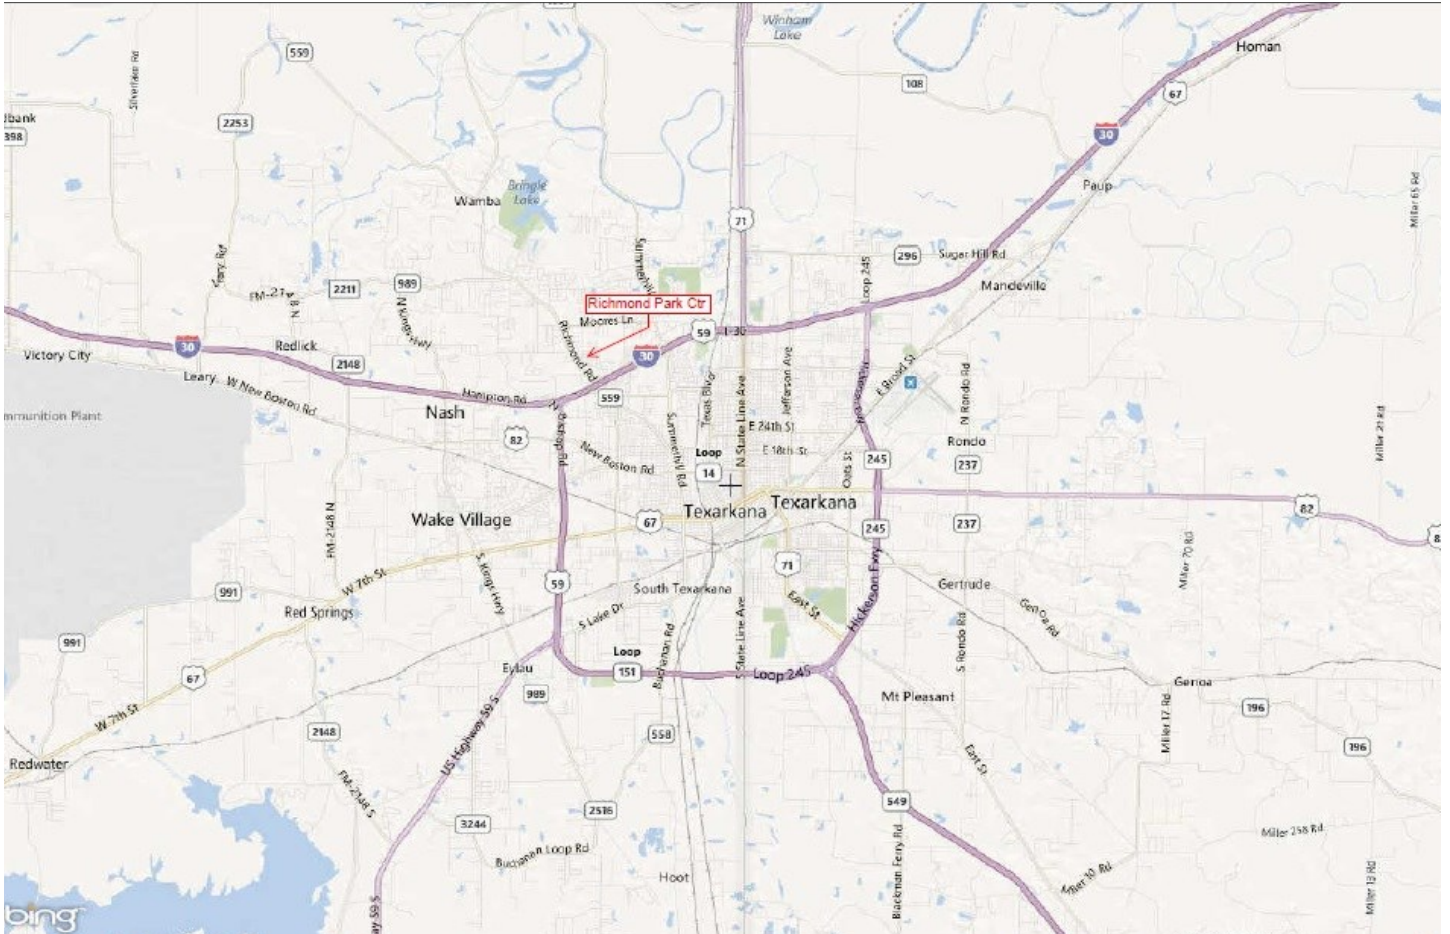 Winham
Lake
Homan
559
Silverlake Rd
108
67
2253
dbank
398
30
Paup
Bringle
Lake
Wamba
Miller 65 Rd
71
Summerhill
296
Sugar Hill Rd
Loop 245
989
2211
Mandeville
N Kings Hwy
Richmond Park Ctr
Moores Ln
59
I-30
Richmond Rd
30
30
Redlick
Victory City
2148
Leary
W New Boston Rd
Hampton Rd
559
Texas Blvd
Jefferson Ave
E Broad St
N Rondo Rd
mmunition Plant
Nash
82
New Boston Rd
Summerhill Rd
N State Line Ave
E 24th St
E 18th St
Rondo
Miller 21 Rd
Loop
14
Oats St
245
237
Texarkana
Texarkana
82
Wake Village
67
245
237
FM-2148 N
71
Miller 70 Rd
W 7th St
59
S Kings Hwy
South Texarkana
Gertrude
991
Red Springs
S Lake Dr
East St
Hickerson Fwy
Genoa Rd
991
Buchanan Rd
S State Line Ave
S Rondo Rd
Loop
151
Loop 245
Eylau
67
989
Mt Pleasant
Genoa
196
W 7th St
2148
US Highway 59 S
558
East St
Miller 17 Rd
196
Redwater
FM-2148 S
549
3244
2516
Miller 258 Rd
Buchanan Loop Rd
Hoot
Blackman Ferry Rd
Miller 10 Rd
Miller 13 Rd
bing
ay 59 S